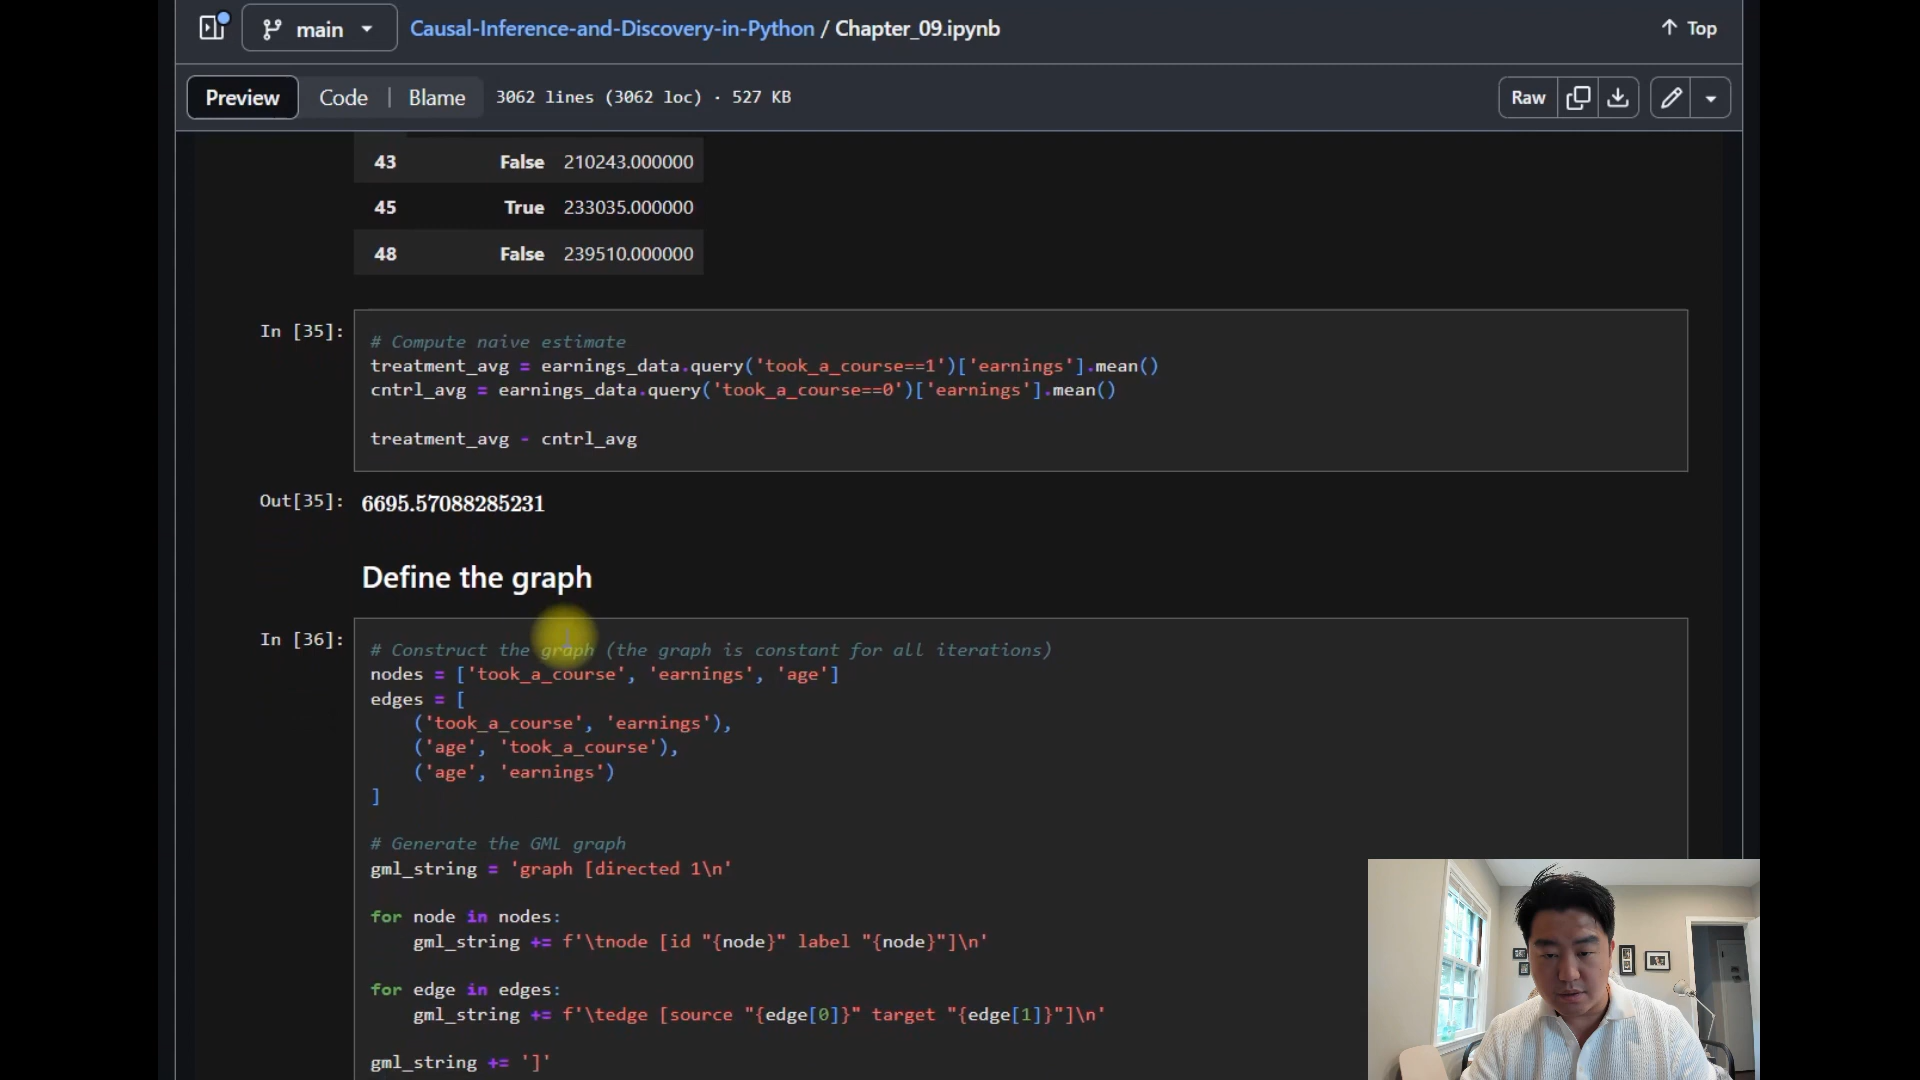 main
Causal-Inference-and-Discovery-in-Python / Chapter_09.ipynb
Top
Preview
Code
Blame
3062 lines (3062 loc) · 527 KB
Raw
43 False 210243.000000
45 True 233035.000000
48 False 239510.000000
In [35]:
# Compute naive estimate
treatment_avg = earnings_data.query('took_a_course==1')['earnings'].mean()
cntrl_avg = earnings_data.query('took_a_course==0')['earnings'].mean()
treatment_avg - cntrl_avg
Out[35]: 6695.57088285231
Define the graph
In [36]:
# Construct the graph (the graph is constant for all iterations)
nodes = ['took_a_course', 'earnings', 'age']
edges = [
('took_a_course', 'earnings'),
('age', 'took_a_course'),
('age', 'earnings')
]
# Generate the GML graph
gml_string = 'graph [directed 1\n'
for node in nodes:
gml_string += f'\tnode [id "{node}" label "{node}"]\n'
for edge in edges:
gml_string += f'\tedge [source "{edge[0]}" target "{edge[1]}"]\n'
gml_string += ']'